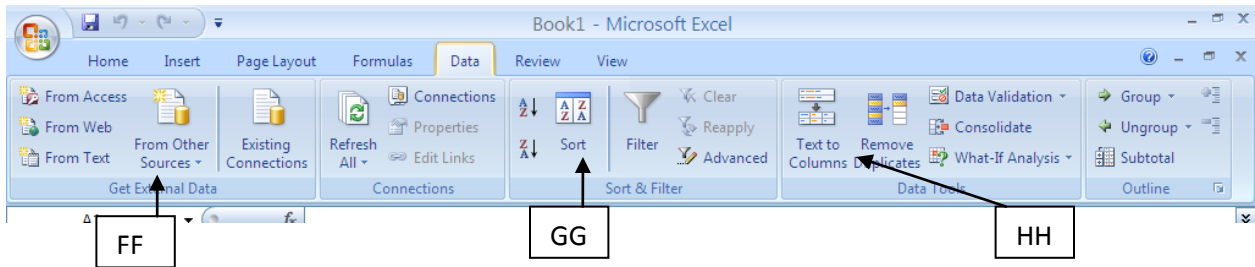 Book1 - Microsoft Excel
Home Insert Page Layout Formulas Data Review View
From Access
From Web
From Text
From Other
Sources
Existing
Connections
Get External Data
Refresh
All
Connections
Properties
Edit Links
Connections
A
Z
Z
A
A Z
Z A
Sort
Filter
Clear
Reapply
Advanced
Sort & Filter
Text to
Columns
Remove
Duplicates
Data Validation
Consolidate
What-If Analysis
Data Tools
Group
Ungroup
Subtotal
Outline
fx
FF
GG
HH